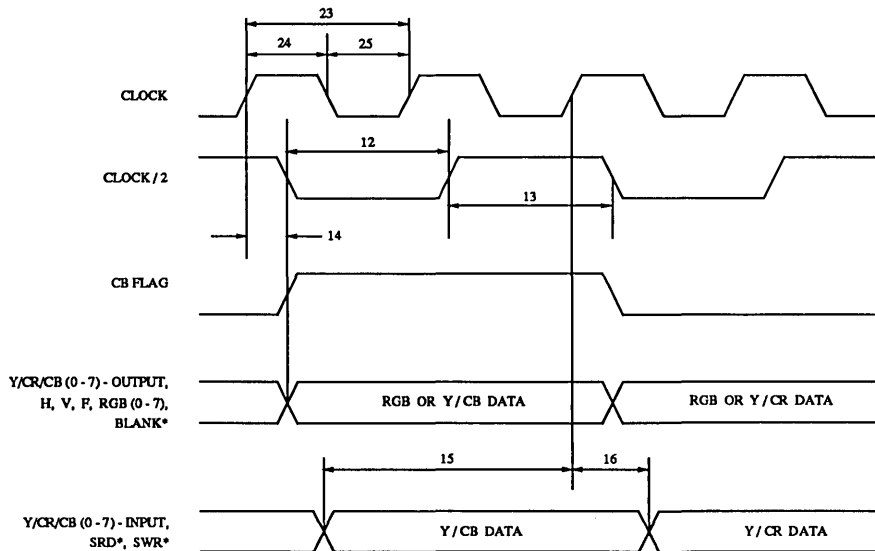 23
24 25
CLOCK
12
CLOCK / 2
13
14
CB FLAG
Y/CR/CB (0 - 7) - OUTPUT,
H, V, F, RGB (0 - 7),
BLANK*
RGB OR Y / CB DATA
RGB OR Y / CR DATA
15
16
Y/CR/CB (0 - 7) - INPUT,
SRD*, SWR*
Y / CB DATA
Y / CR DATA